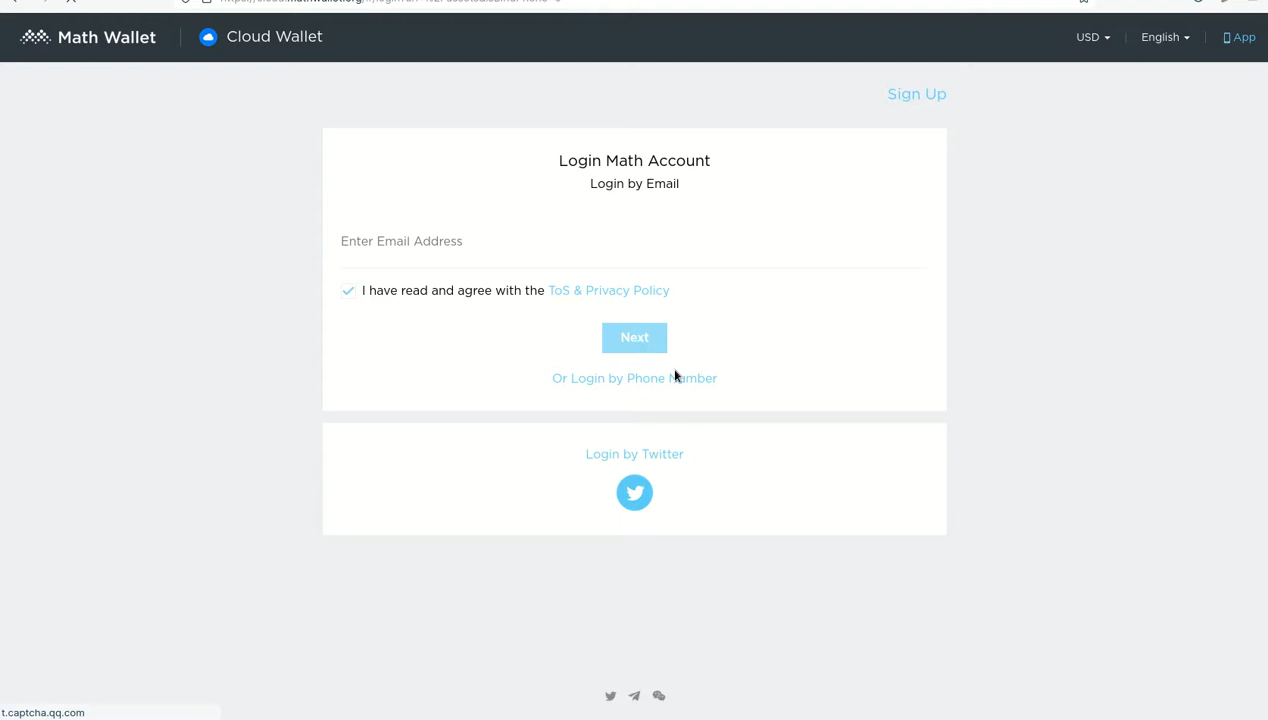 Math Wallet
Cloud Wallet
USD
English
App
Sign Up
Login Math Account
Login by Email
Enter Email Address
I have read and agree with the ToS & Privacy Policy
Next
Or Login by Phone Number
Login by Twitter
t.captcha.qq.com